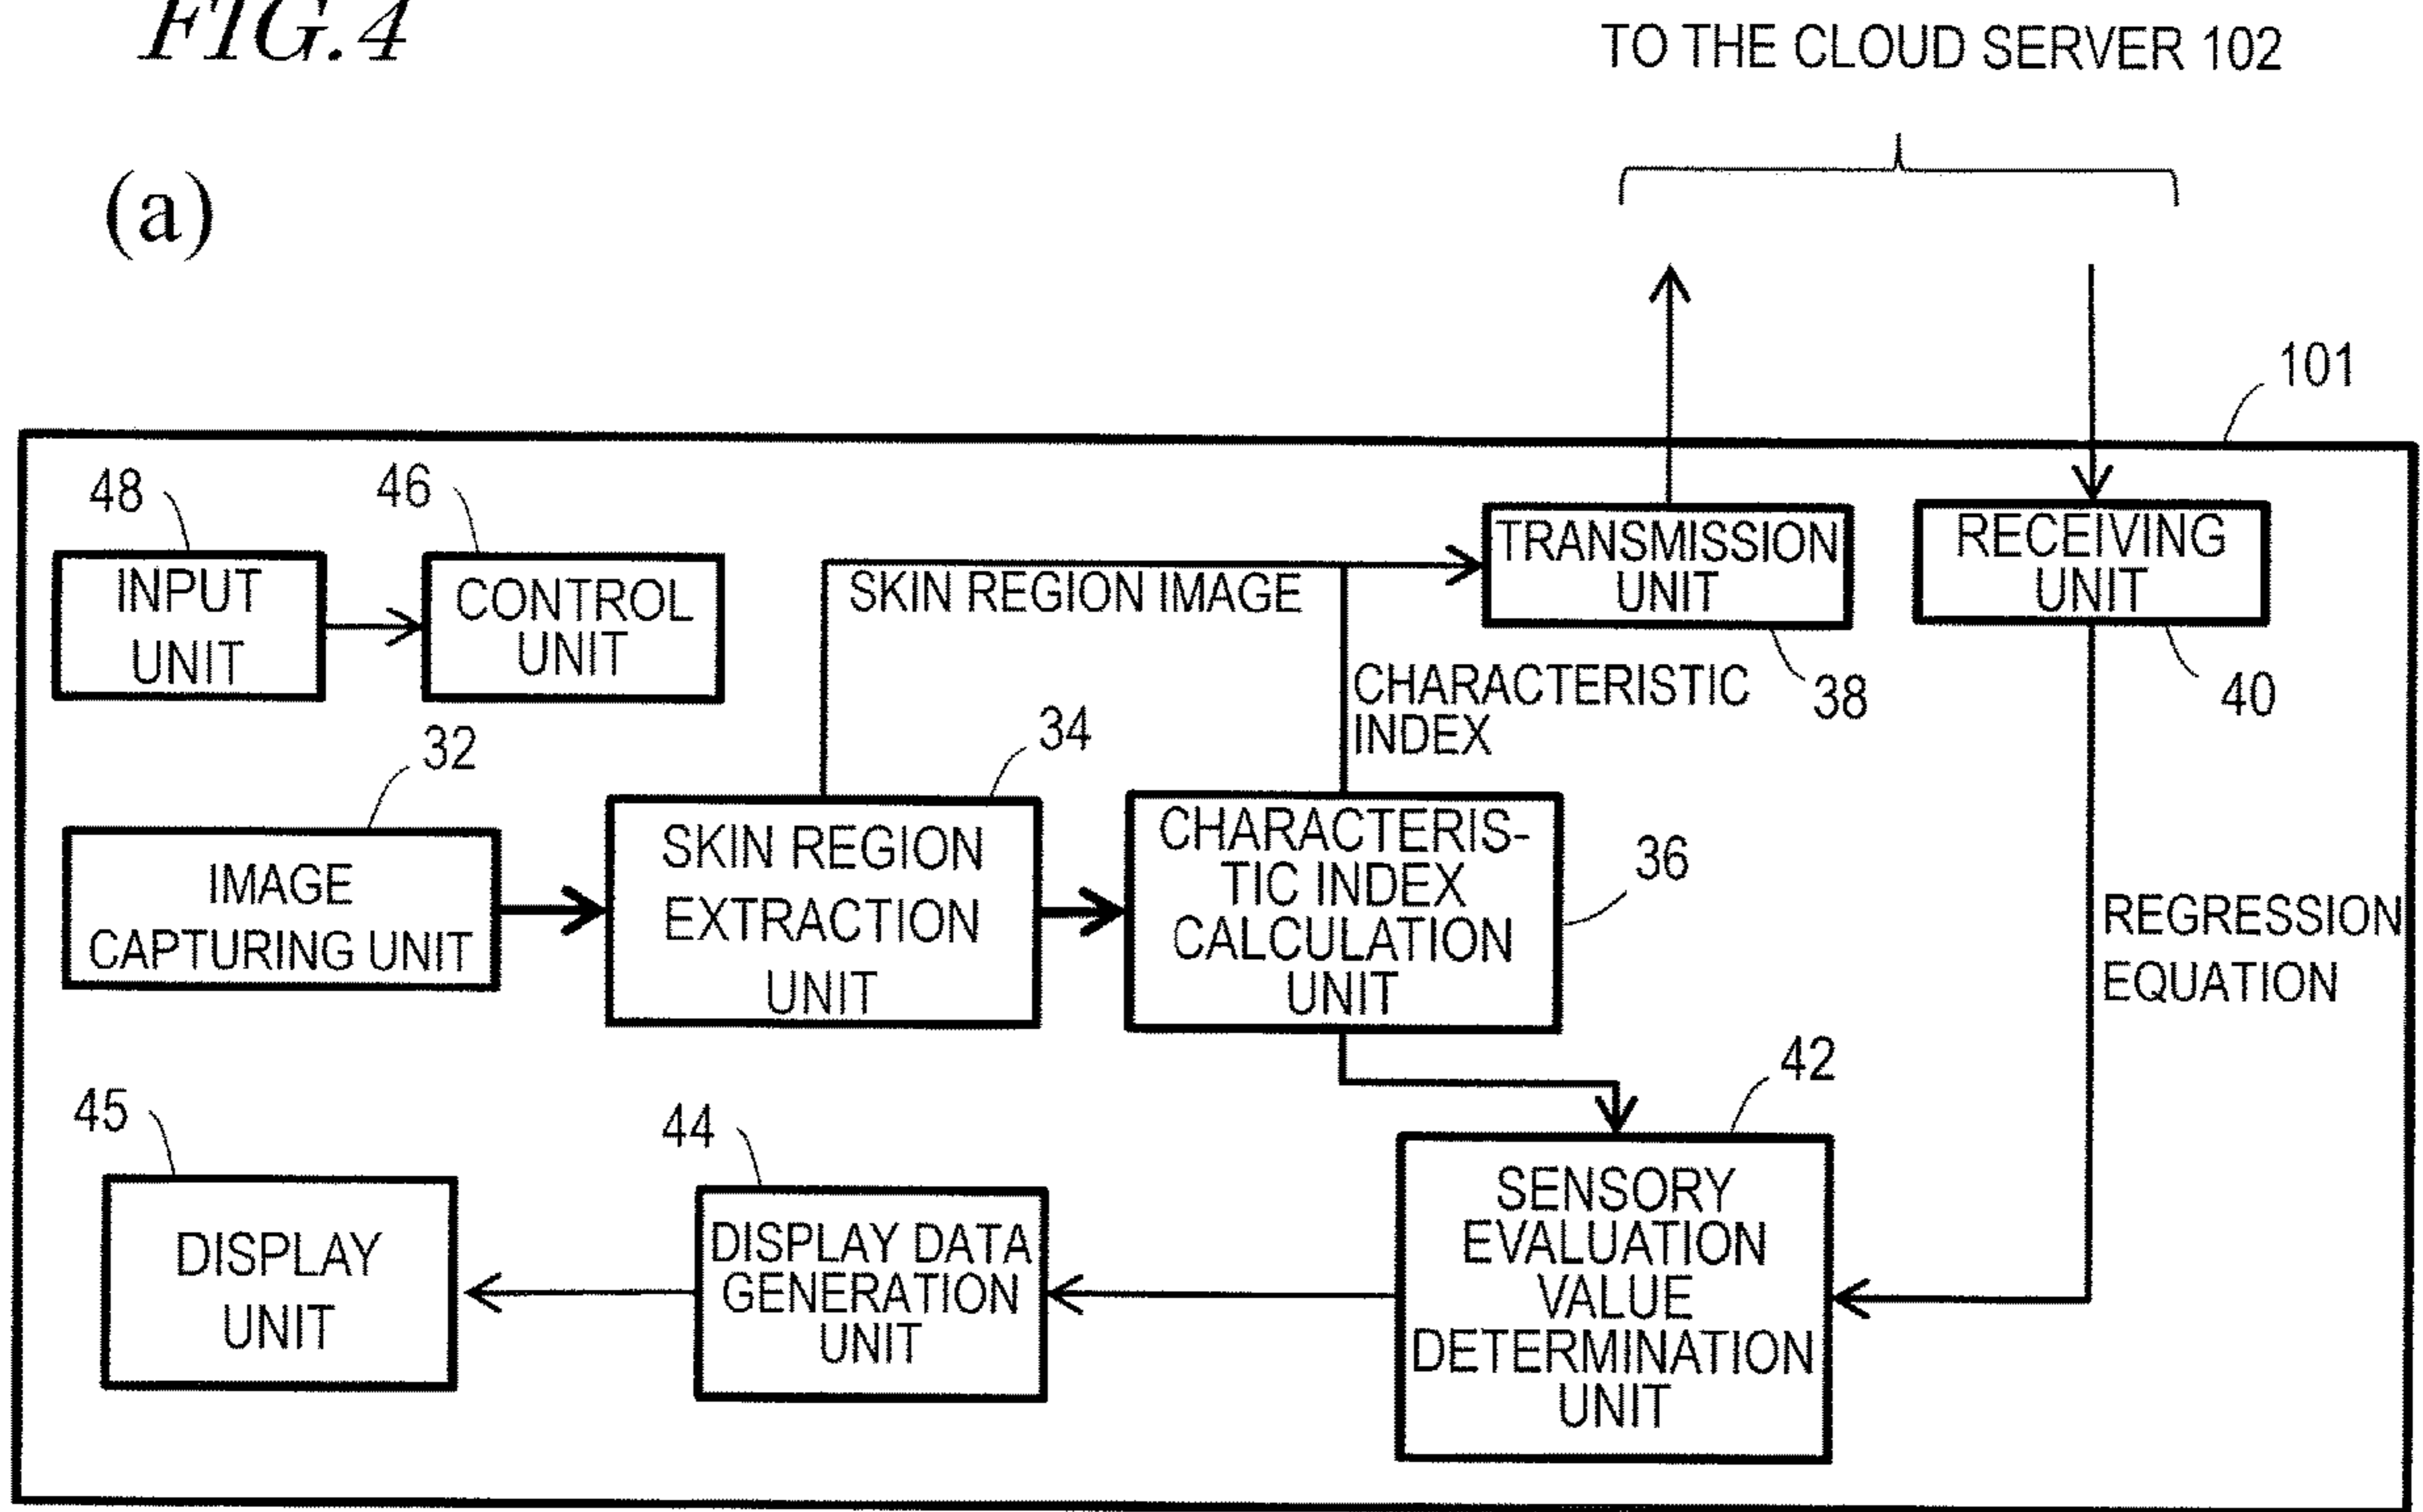 FIG.4
TO THE CLOUD SERVER 102
(a)
101
48
46
INPUT
UNIT
CONTROL
UNIT
SKIN REGION IMAGE
TRANSMISSION
UNIT
RECEIVING
UNIT
CHARACTERISTIC
INDEX
38
40
32
34
IMAGE
CAPTURING UNIT
SKIN REGION
EXTRACTION
UNIT
CHARACTERIS-
TIC INDEX
CALCULATION
UNIT
36
REGRESSION
EQUATION
45
44
42
DISPLAY
UNIT
DISPLAY DATA
GENERATION
UNIT
SENSORY
EVALUATION
VALUE
DETERMINATION
UNIT